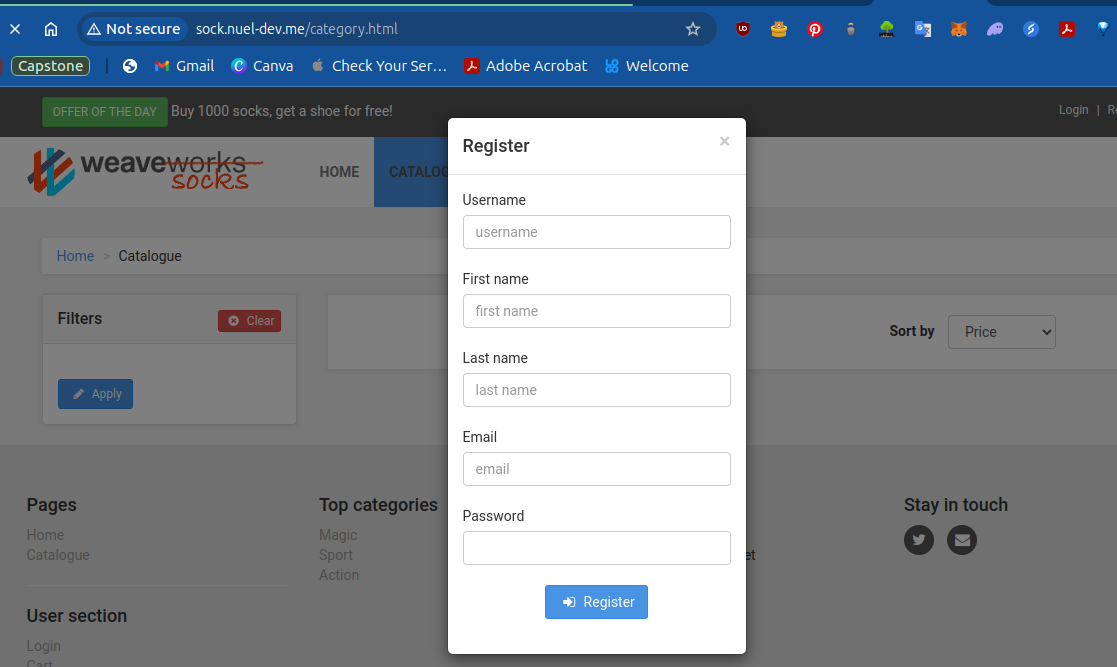 Not secure sock.nuel-dev.me/category.html
Capstone Gmail Canva Check Your Ser... Adobe Acrobat Welcome
OFFER OF THE DAY Buy 1000 socks, get a shoe for free!
Login |
weaveworks
socks
HOME
Register ×
Username
username
First name
first name
Last name
last name
Email
email
Password
Register
Home > Catalogue
Filters
Clear
Apply
Sort by Price
Pages
Home
Catalogue
User section
Login
Cart
Top categories
Magic
Sport
Action
Stay in touch